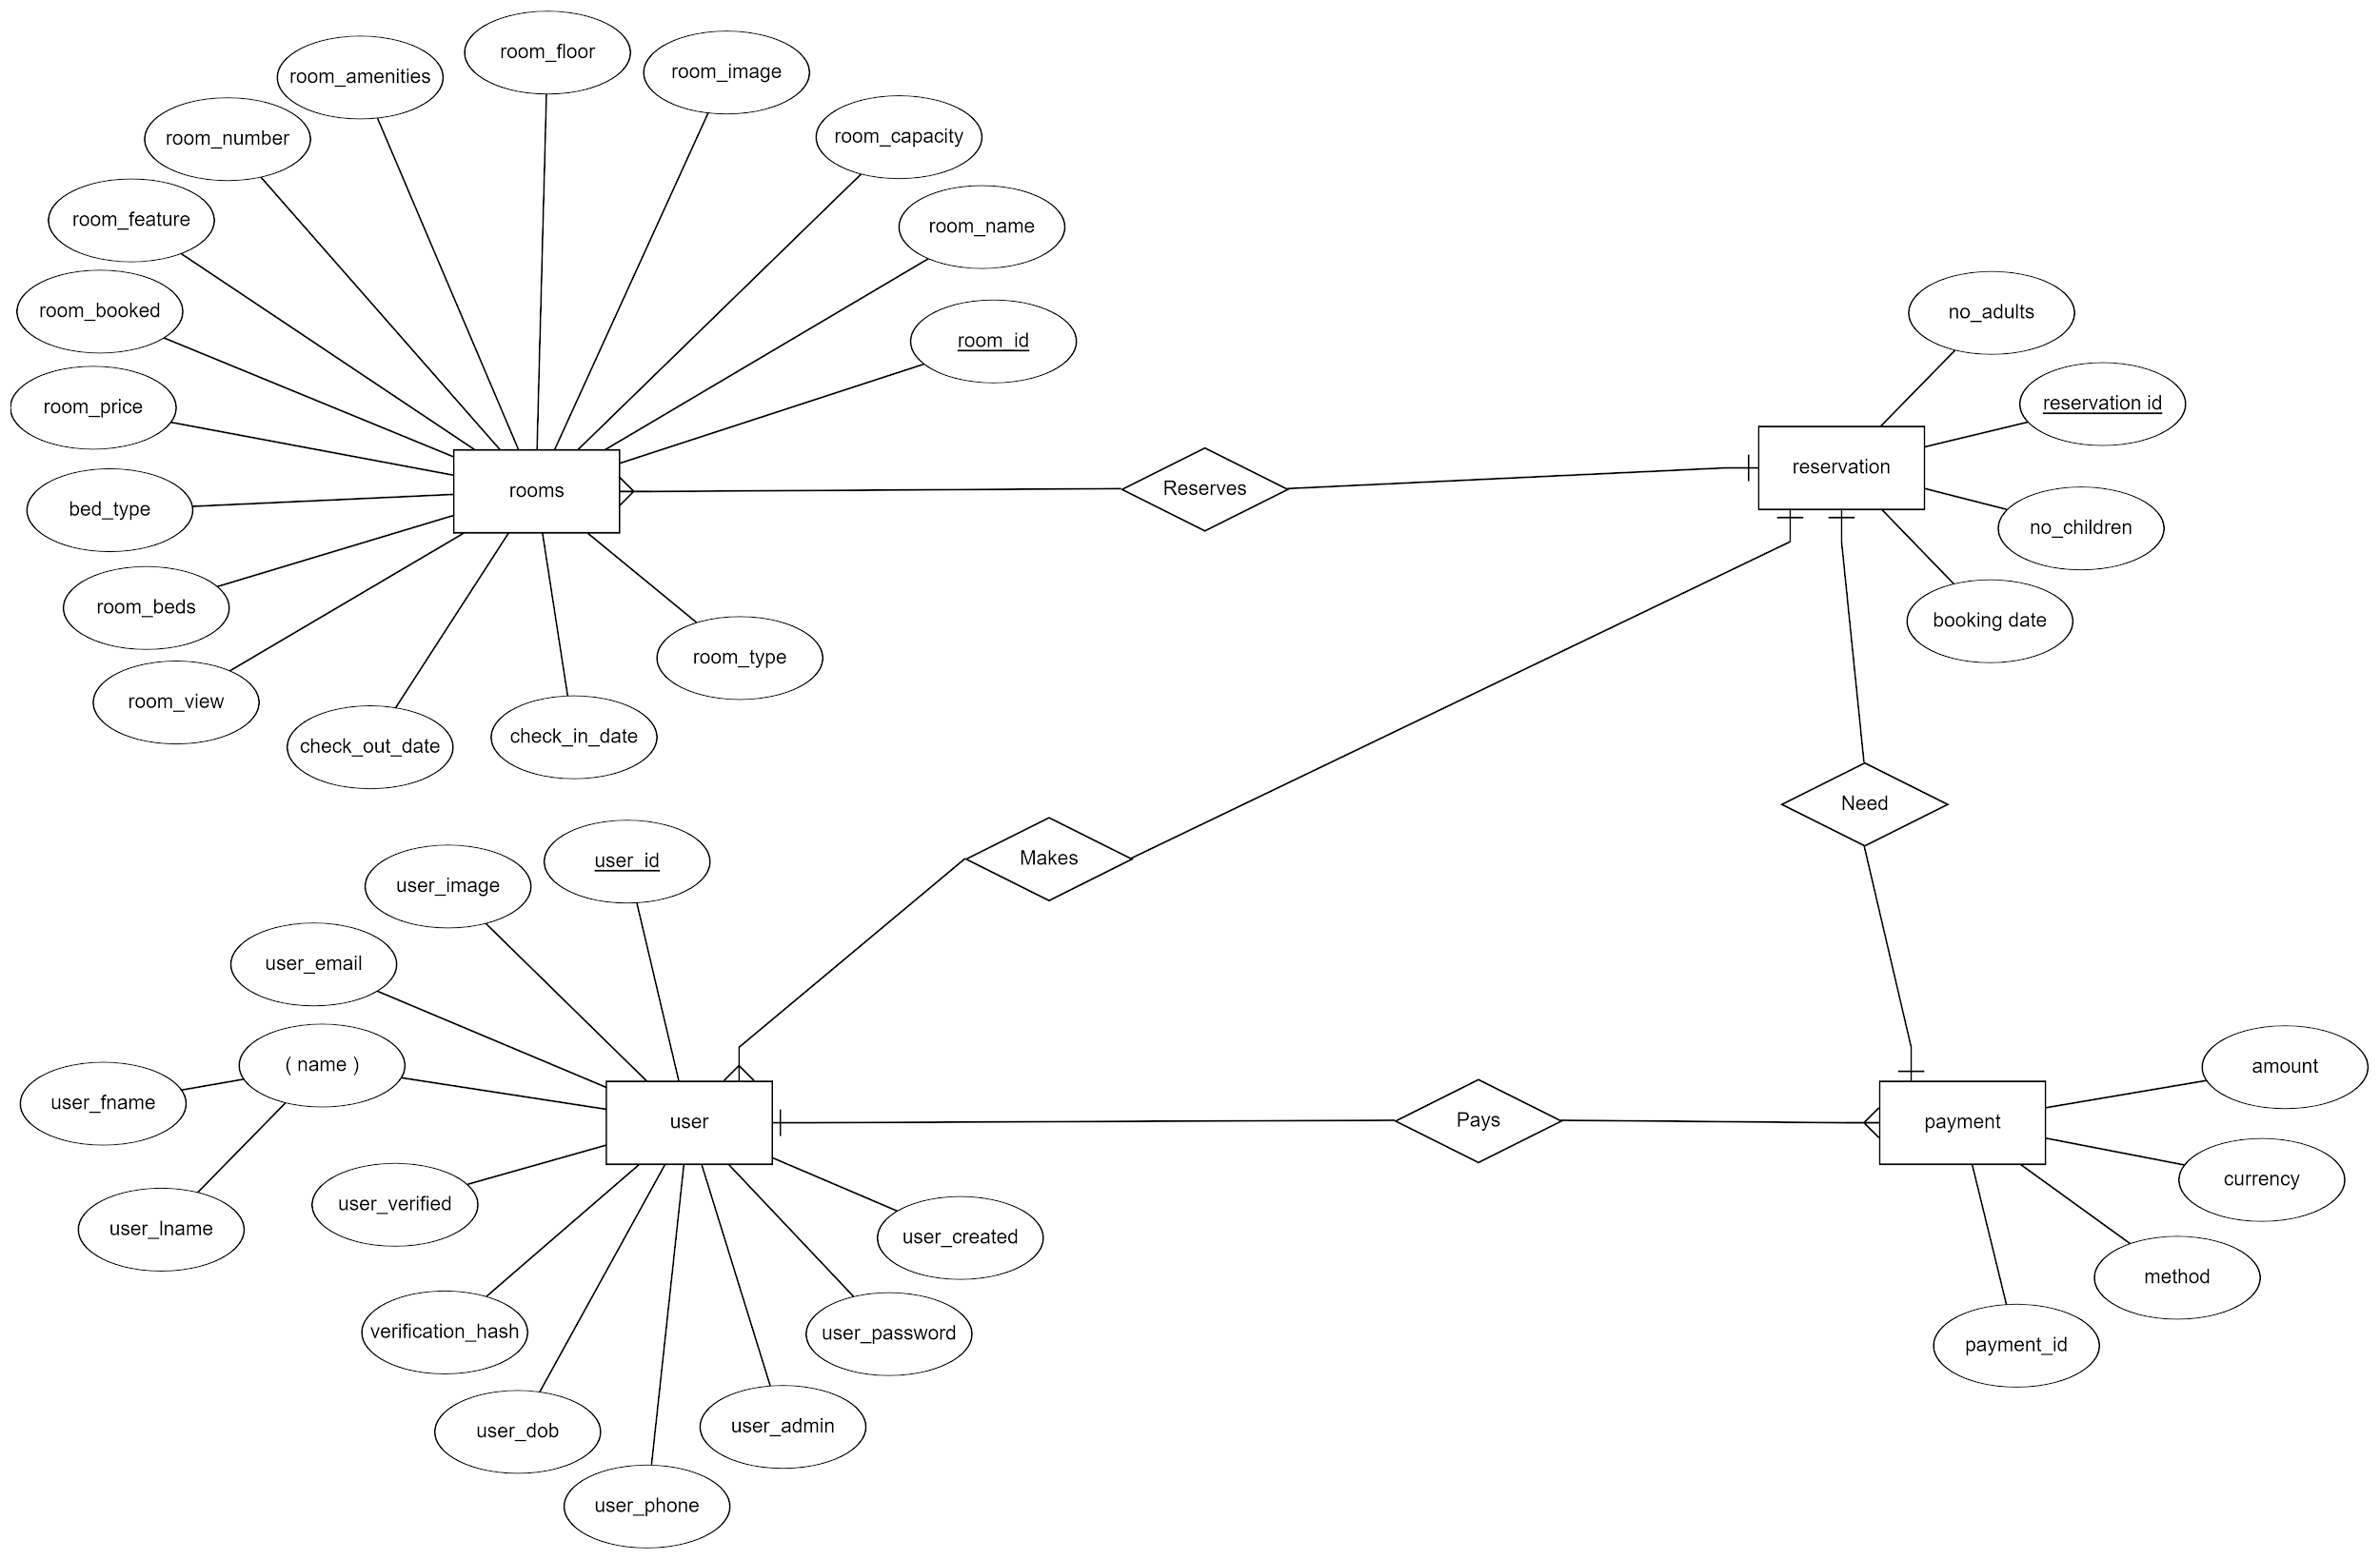 room_floor
room_image
room_amenities
room_capacity
room_number
room_feature
room_name
room_booked
room_id
room_price
bed_type
rooms
room_beds
room_view
check_out_date
check_in_date
room_type
Reserves
no_adults
reservation id
reservation
no_children
booking date
Need
Makes
user_id
user_image
user_email
( name )
user_fname
user_lname
user
user_verified
verification_hash
user_dob
user_phone
user_admin
user_password
user_created
Pays
payment
amount
currency
method
payment_id